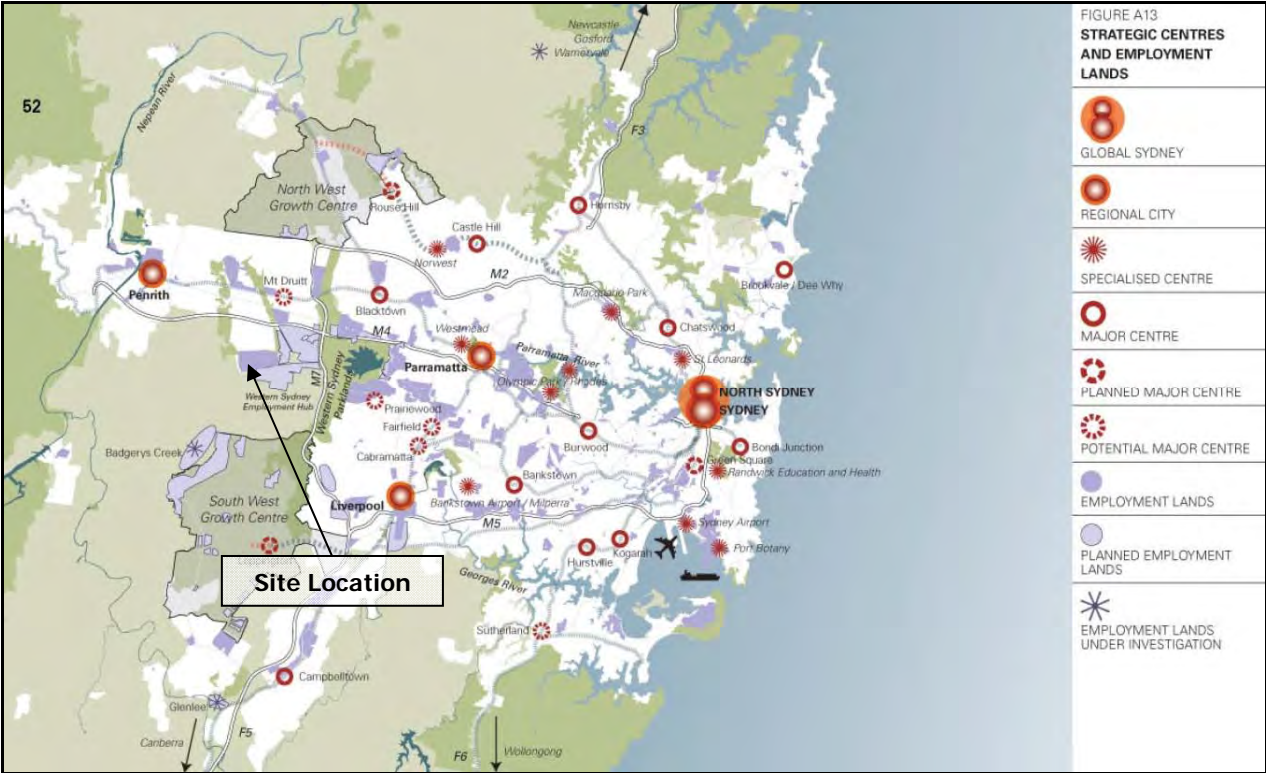 52
Newcastle
Gosford
Warnervale
Nepean River
F3
North West
Growth Centre
Rouse Hill
Hornsby
Castle Hill
Norwest
M2
Penrith
Mt Druitt
Blacktown
Macquarie Park
Brookvale / Dee Why
M4
Westmead
Chatswood
Parramatta
Parramatta River
St Leonards
Olympic Park / Rhodes
M7
Western Sydney
Parklands
Western Sydney
Employment Hub
NORTH SYDNEY
SYDNEY
Prairiewood
Fairfield
Cabramatta
Burwood
Bondi Junction
Green Square
Randwick Education and Health
Badgerys Creek
South West
Growth Centre
Liverpool
Bankstown
Bankstown Airport / Milperra
M5
Sydney Airport
Port Botany
Kogarah
Hurstville
Leppington
Site Location
Georges River
Sutherland
Campbelltown
Glenlee
Canberra
F5
F6
Wollongong
FIGURE A13
STRATEGIC CENTRES
AND EMPLOYMENT
LANDS
GLOBAL SYDNEY
REGIONAL CITY
SPECIALISED CENTRE
MAJOR CENTRE
PLANNED MAJOR CENTRE
POTENTIAL MAJOR CENTRE
EMPLOYMENT LANDS
PLANNED EMPLOYMENT
LANDS
EMPLOYMENT LANDS
UNDER INVESTIGATION